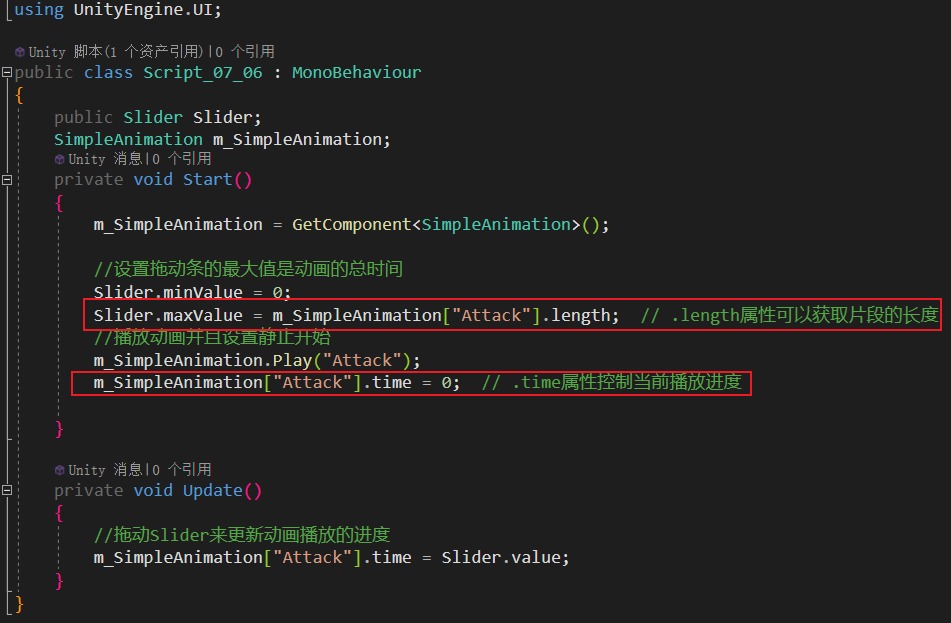 using UnityEngine.UI;
Unity 脚本(1 个资产引用)|0 个引用
public class Script_07_06 : MonoBehaviour
{
public Slider Slider;
SimpleAnimation m_SimpleAnimation;
Unity 消息|0 个引用
private void Start()
{
m_SimpleAnimation = GetComponent<SimpleAnimation>();
//设置拖动条的最大值是动画的总时间
Slider.minValue = 0;
Slider.maxValue = m_SimpleAnimation["Attack"].length;  // .length属性可以获取片段的长度
//播放动画并且设置静止开始
m_SimpleAnimation.Play("Attack");
m_SimpleAnimation["Attack"].time = 0;  // .time属性控制当前播放进度
}
Unity 消息|0 个引用
private void Update()
{
//拖动Slider来更新动画播放的进度
m_SimpleAnimation["Attack"].time = Slider.value;
}
}